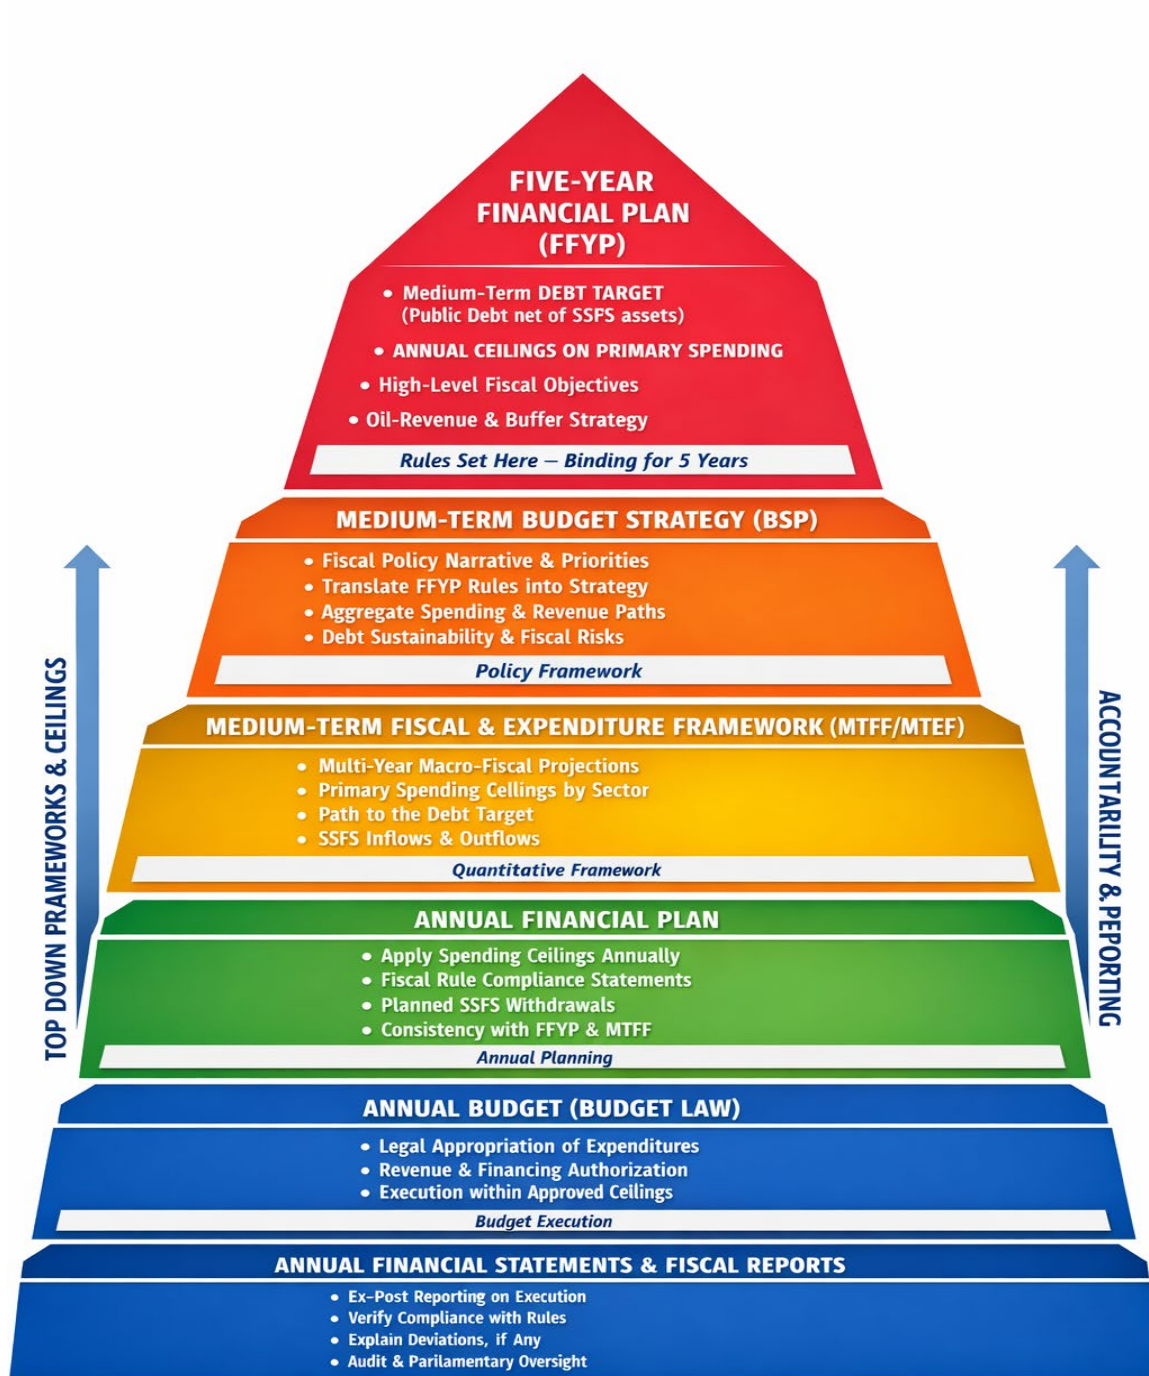 FIVE-YEAR
FINANCIAL PLAN
(FFYP)
• Medium-Term DEBT TARGET
(Public Debt net of SSFS assets)
• ANNUAL CEILINGS ON PRIMARY SPENDING
• High-Level Fiscal Objectives
• Oil-Revenue & Buffer Strategy
Rules Set Here – Binding for 5 Years
MEDIUM-TERM BUDGET STRATEGY (BSP)
• Fiscal Policy Narrative & Priorities
• Translate FFYP Rules into Strategy
• Aggregate Spending & Revenue Paths
• Debt Sustainability & Fiscal Risks
Policy Framework
MEDIUM-TERM FISCAL & EXPENDITURE FRAMEWORK (MTFF/MTEF)
• Multi-Year Macro-Fiscal Projections
• Primary Spending Cellings by Sector
• Path to the Debt Target
• SSFS Inflows & Outflows
Quantitative Framework
ANNUAL FINANCIAL PLAN
• Apply Spending Ceilings Annually
• Fiscal Rule Compliance Statements
• Planned SSFS Withdrawals
• Consistency with FFYP & MTFF
Annual Planning
ANNUAL BUDGET (BUDGET LAW)
• Legal Appropriation of Expenditures
• Revenue & Financing Authorization
• Execution within Approved Ceilings
Budget Execution
ANNUAL FINANCIAL STATEMENTS & FISCAL REPORTS
• Ex-Post Reporting on Execution
• Verify Compliance with Rules
• Explain Deviations, if Any
• Audit & Parilamentary Oversight
TOP DOWN PRAMEWORKS & CEILINGS
ACCOUNTARILITY & PEPORTING